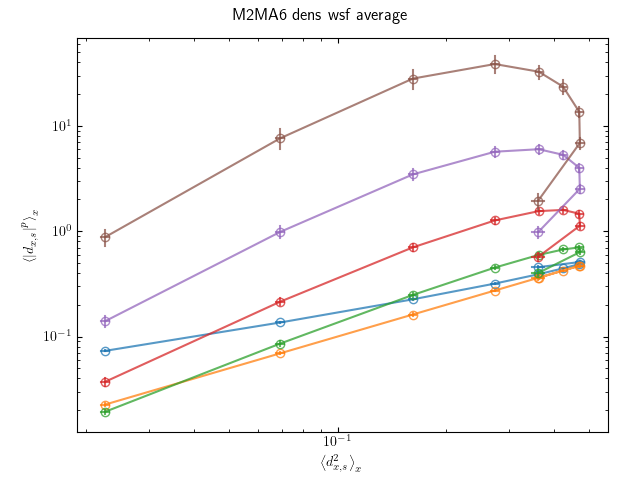 M2MA6 dens wsf average
⟨|d_{x,s}|^p⟩_x
10^1
10^0
10^{-1}
10^{-1}
⟨d_{x,s}^2⟩_x